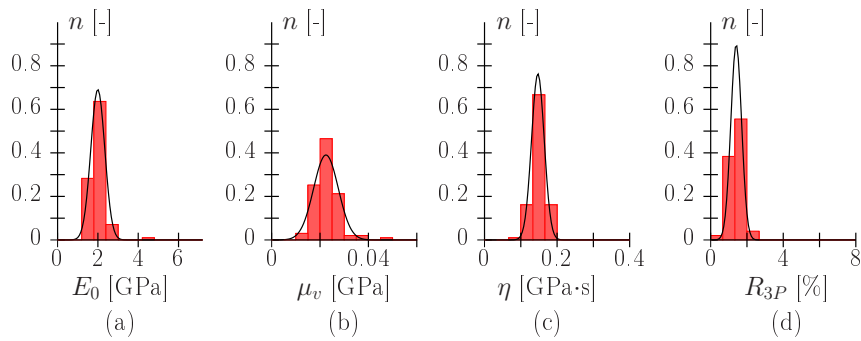 n [-] n [-] n [-] n [-]
0.8 0.8 0.8 0.8
0.6 0.6 0.6 0.6
0.4 0.4 0.4 0.4
0.2 0.2 0.2 0.2
0 0 0 0
0 2 4 6 0 0.04 0 0.2 0.4 0 4 8
E₀ [GPa] μᵥ [GPa] η [GPa·s] R₃P [%]
(a) (b) (c) (d)